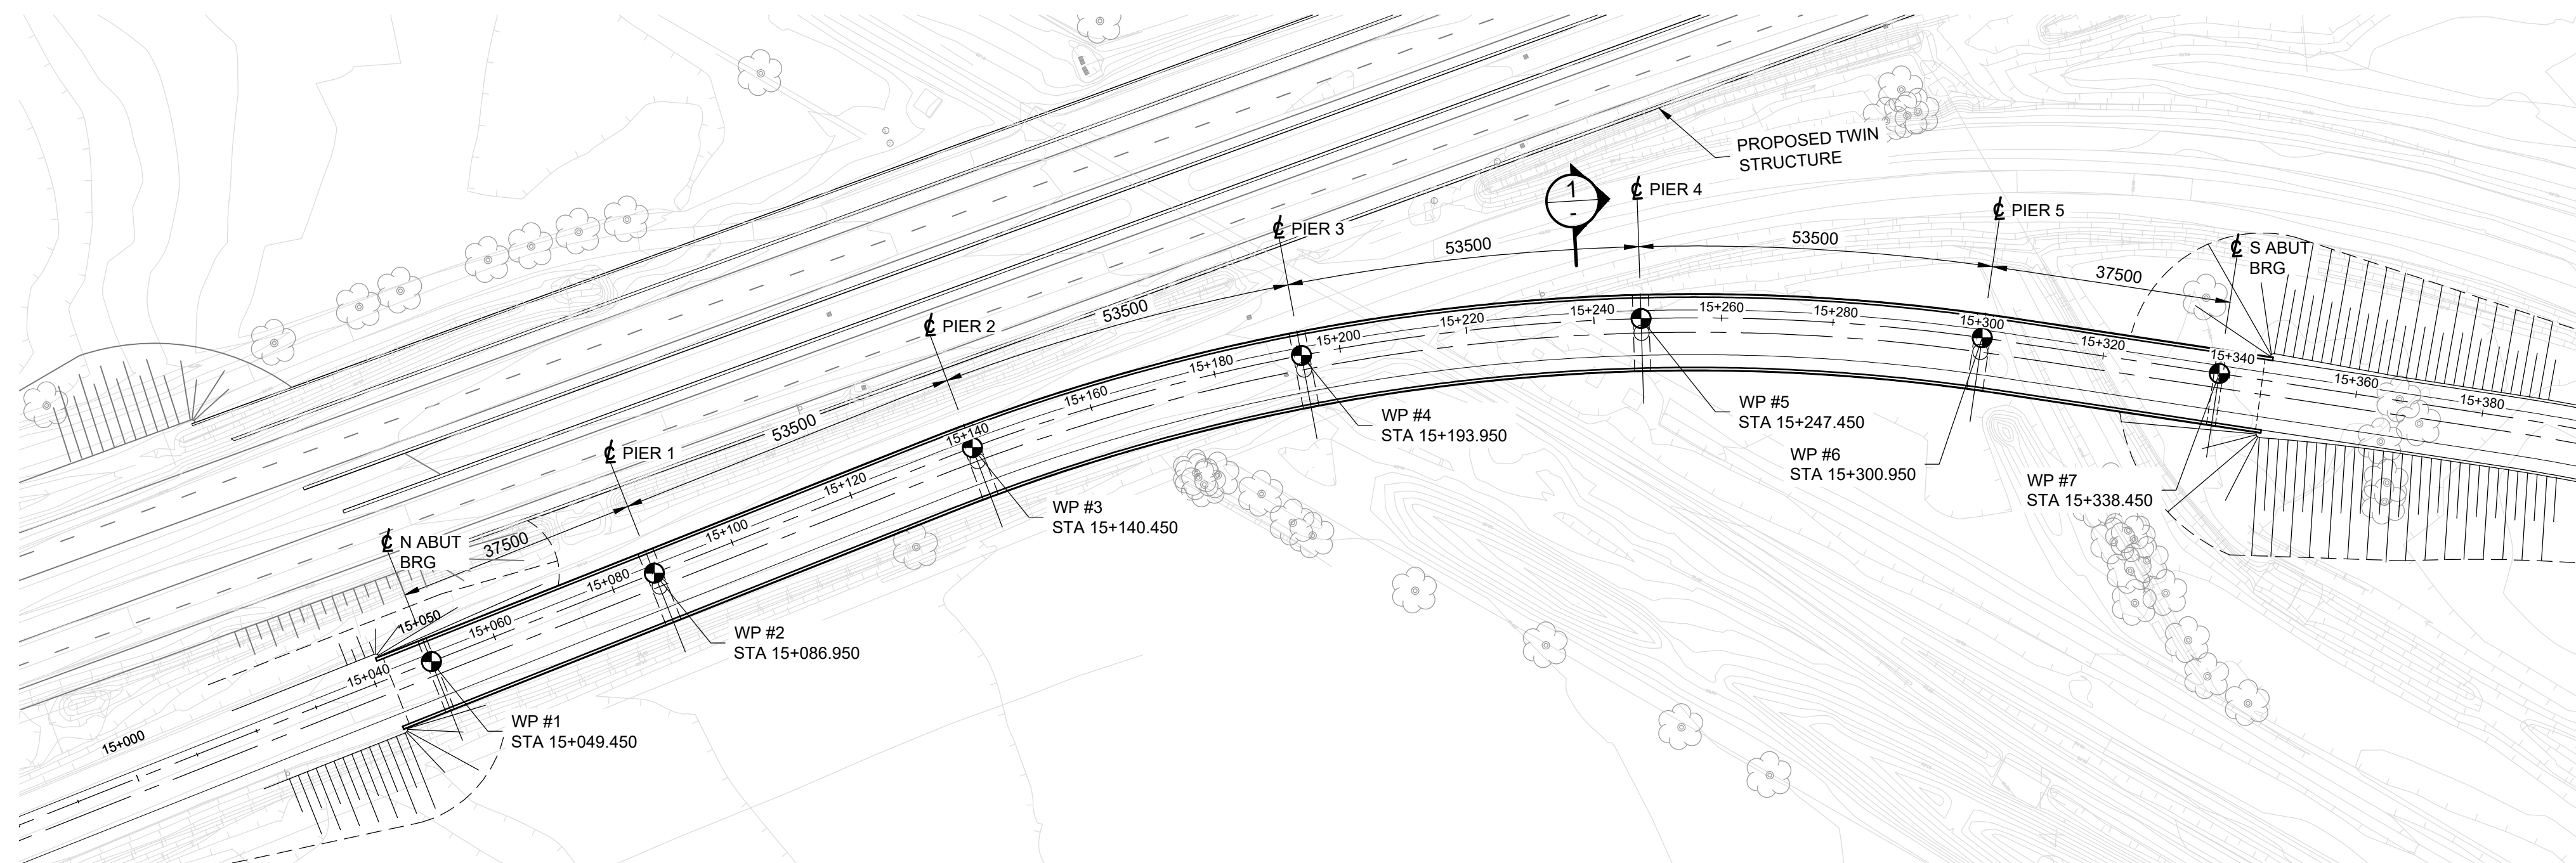 PROPOSED TWIN
STRUCTURE
1
-
℄ PIER 4
℄ PIER 5
℄ PIER 3
53500
53500
℄ S ABUT
BRG
37500
53500
℄ PIER 2
53500
℄ PIER 1
℄ N ABUT
BRG
37500
15+000
15+040
15+050
15+060
15+080
15+100
15+120
15+140
15+160
15+180
15+200
15+220
15+240
15+260
15+280
15+300
15+320
15+340
15+360
15+380
WP #1
STA 15+049.450
WP #2
STA 15+086.950
WP #3
STA 15+140.450
WP #4
STA 15+193.950
WP #5
STA 15+247.450
WP #6
STA 15+300.950
WP #7
STA 15+338.450